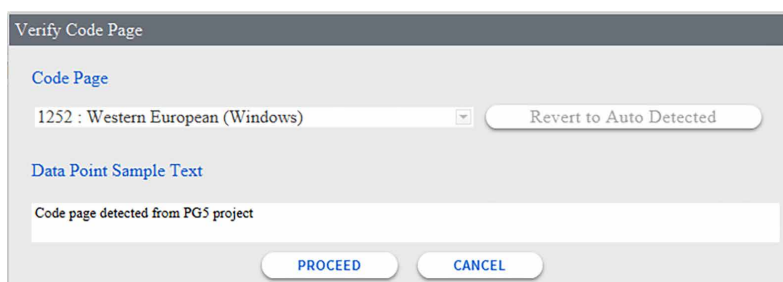 Verify Code Page
Code Page
1252 : Western European (Windows)
Revert to Auto Detected
Data Point Sample Text
Code page detected from PG5 project
PROCEED
CANCEL